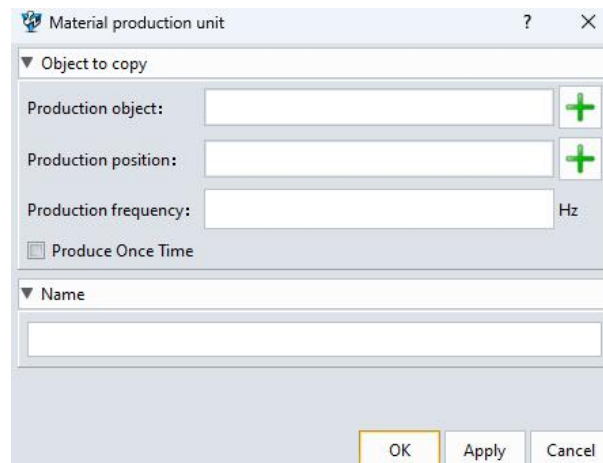 Material production unit
Object to copy
Production object:
Production position:
Production frequency: Hz
Produce Once Time
Name
OK Apply Cancel